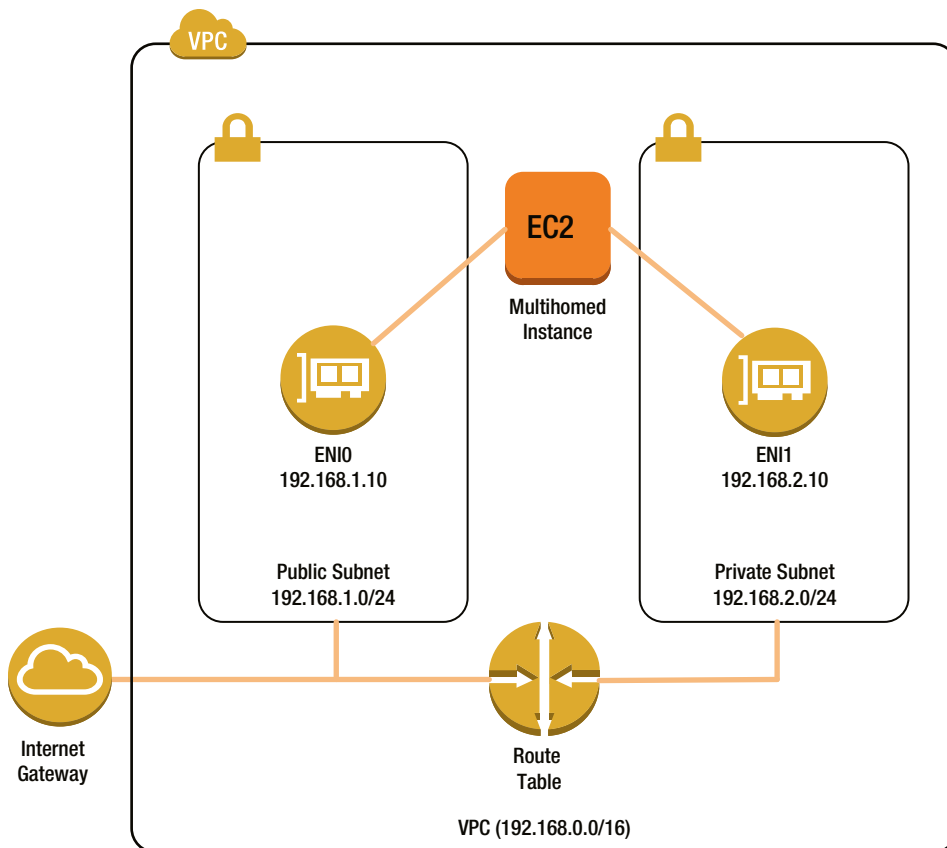 VPC
EC2
Multihomed
Instance
ENI0
192.168.1.10
ENI1
192.168.2.10
Public Subnet
192.168.1.0/24
Private Subnet
192.168.2.0/24
Internet
Gateway
Route
Table
VPC (192.168.0.0/16)